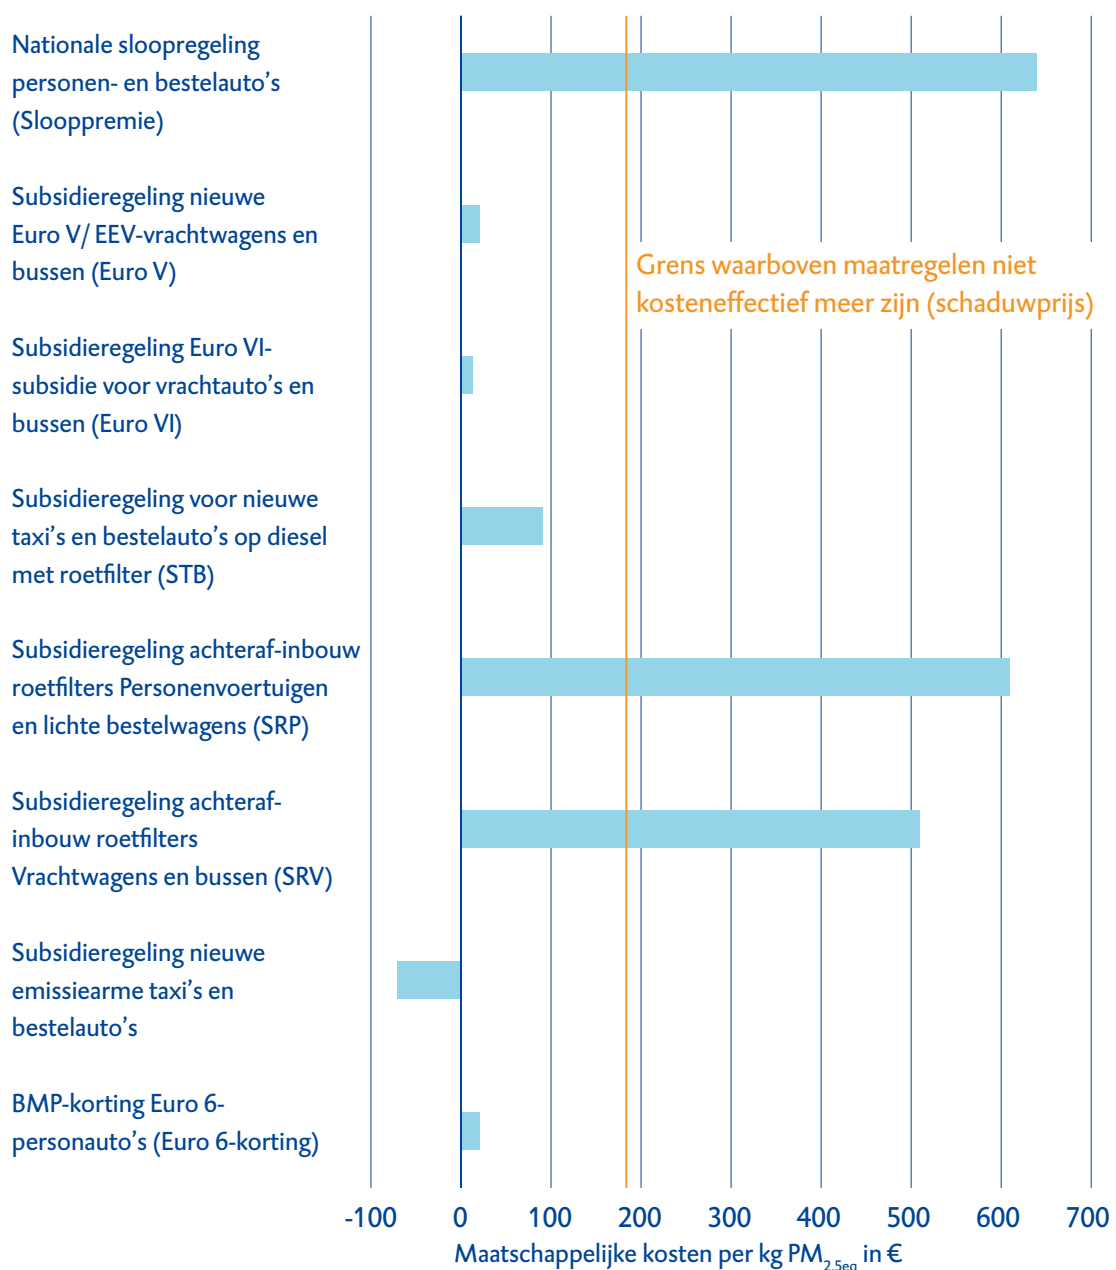 Nationale sloopregeling
personen- en bestelauto’s
(Slooppremie)
Subsidieregeling nieuwe
Euro V/ EEV-vrachtwagens en
bussen (Euro V)
Grens waarboven maatregelen niet
kosteneffectief meer zijn (schaduwprijs)
Subsidieregeling Euro VI-
subsidie voor vrachtauto’s en
bussen (Euro VI)
Subsidieregeling voor nieuwe
taxi’s en bestelauto’s op diesel
met roetfilter (STB)
Subsidieregeling achteraf-inbouw
roetfilters Personenvoertuigen
en lichte bestelwagens (SRP)
Subsidieregeling achteraf-
inbouw roetfilters
Vrachtwagens en bussen (SRV)
Subsidieregeling nieuwe
emissiearme taxi’s en
bestelauto’s
BMP-korting Euro 6-
personauto’s (Euro 6-korting)
-100 0 100 200 300 400 500 600 700
Maatschappelijke kosten per kg PM2,5eq in €